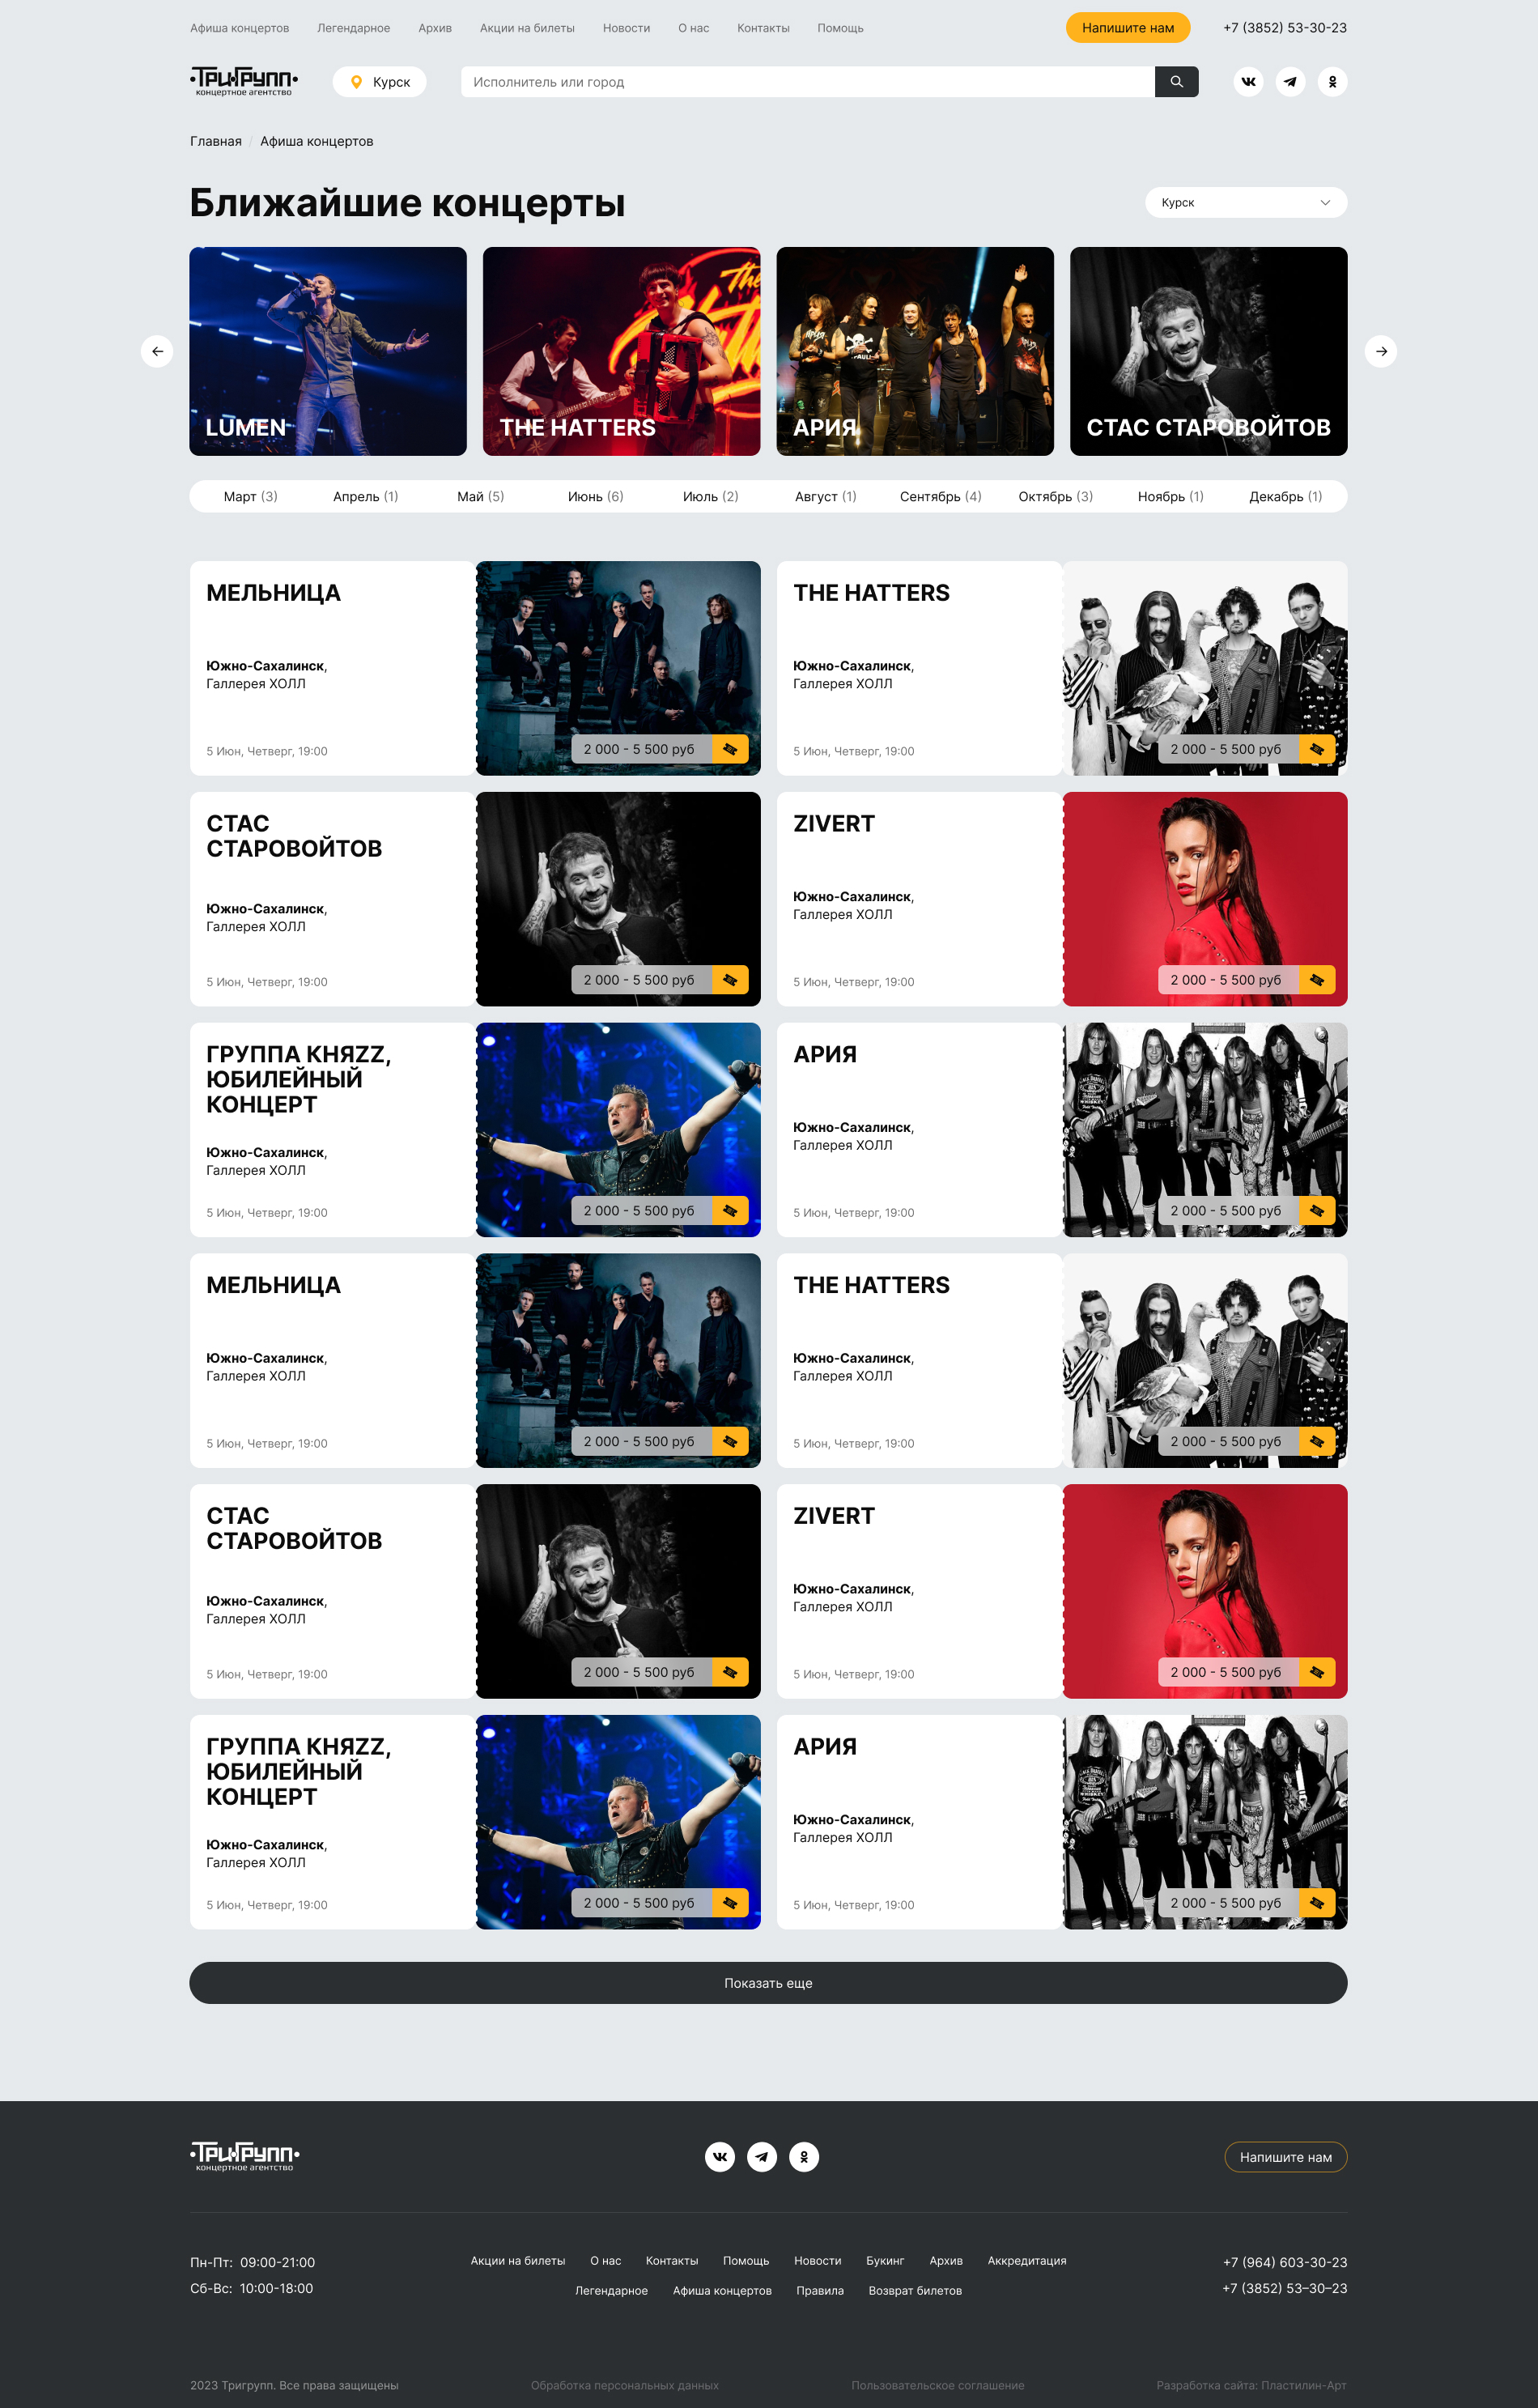 Афиша концертов Легендарное Архив Акции на билеты Новости О нас Контакты Помощь Напишите нам +7 (3852) 53-30-23
ТриГрупп
концертное агентство
Курск
Исполнитель или город
Главная / Афиша концертов
Ближайшие концерты
Курск
LUMEN
THE HATTERS
АРИЯ
СТАС СТАРОВОЙТОВ
Март (3) Апрель (1) Май (5) Июнь (6) Июль (2) Август (1) Сентябрь (4) Октябрь (3) Ноябрь (1) Декабрь (1)
МЕЛЬНИЦА
Южно-Сахалинск,
Галлерея ХОЛЛ
5 Июн, Четверг, 19:00
2 000 - 5 500 руб
THE HATTERS
Южно-Сахалинск,
Галлерея ХОЛЛ
5 Июн, Четверг, 19:00
2 000 - 5 500 руб
СТАС
СТАРОВОЙТОВ
Южно-Сахалинск,
Галлерея ХОЛЛ
5 Июн, Четверг, 19:00
2 000 - 5 500 руб
ZIVERT
Южно-Сахалинск,
Галлерея ХОЛЛ
5 Июн, Четверг, 19:00
2 000 - 5 500 руб
ГРУППА КНЯZZ,
ЮБИЛЕЙНЫЙ
КОНЦЕРТ
Южно-Сахалинск,
Галлерея ХОЛЛ
5 Июн, Четверг, 19:00
2 000 - 5 500 руб
АРИЯ
Южно-Сахалинск,
Галлерея ХОЛЛ
5 Июн, Четверг, 19:00
2 000 - 5 500 руб
МЕЛЬНИЦА
Южно-Сахалинск,
Галлерея ХОЛЛ
5 Июн, Четверг, 19:00
2 000 - 5 500 руб
THE HATTERS
Южно-Сахалинск,
Галлерея ХОЛЛ
5 Июн, Четверг, 19:00
2 000 - 5 500 руб
СТАС
СТАРОВОЙТОВ
Южно-Сахалинск,
Галлерея ХОЛЛ
5 Июн, Четверг, 19:00
2 000 - 5 500 руб
ZIVERT
Южно-Сахалинск,
Галлерея ХОЛЛ
5 Июн, Четверг, 19:00
2 000 - 5 500 руб
ГРУППА КНЯZZ,
ЮБИЛЕЙНЫЙ
КОНЦЕРТ
Южно-Сахалинск,
Галлерея ХОЛЛ
5 Июн, Четверг, 19:00
2 000 - 5 500 руб
АРИЯ
Южно-Сахалинск,
Галлерея ХОЛЛ
5 Июн, Четверг, 19:00
2 000 - 5 500 руб
Показать еще
ТриГрупп
концертное агентство
Напишите нам
Пн-Пт: 09:00-21:00
Сб-Вс: 10:00-18:00
Акции на билеты О нас Контакты Помощь Новости Букинг Архив Аккредитация
Легендарное Афиша концертов Правила Возврат билетов
+7 (964) 603-30-23
+7 (3852) 53–30–23
2023 Тригрупп. Все права защищены Обработка персональных данных Пользовательское соглашение Разработка сайта: Пластилин-Арт